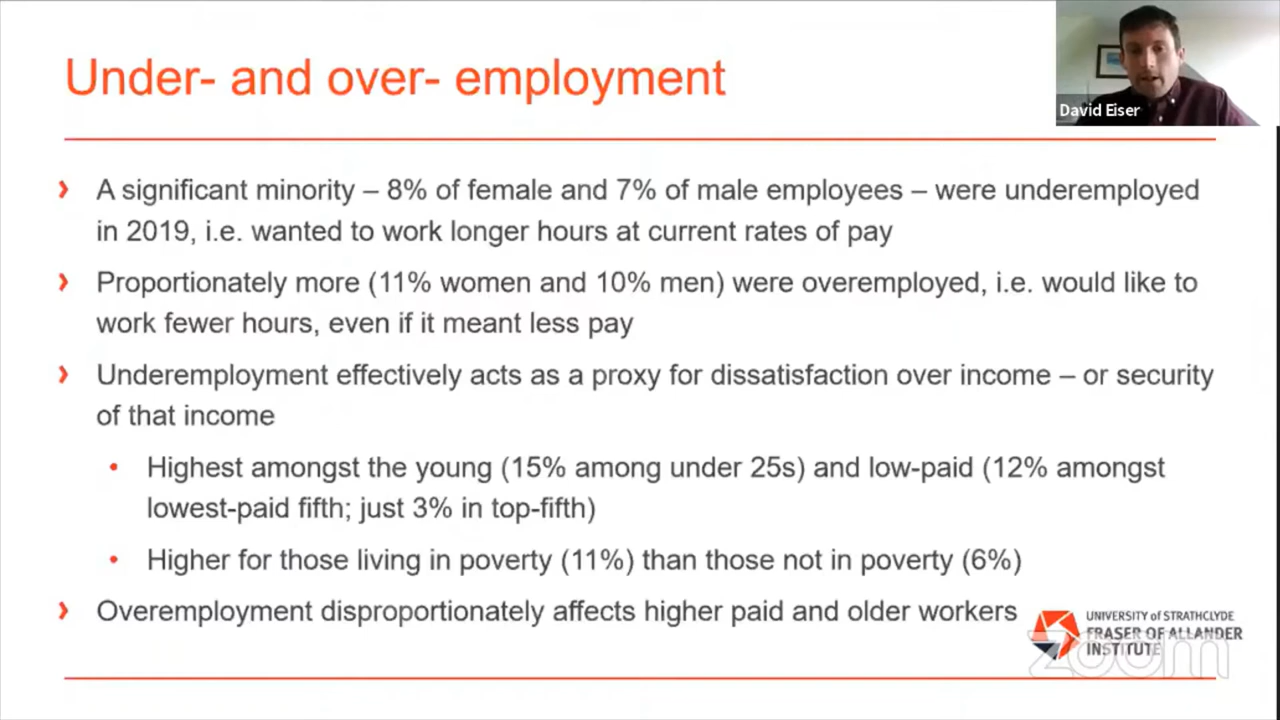 Under- and over- employment
David Eiser
› A significant minority – 8% of female and 7% of male employees – were underemployed
in 2019, i.e. wanted to work longer hours at current rates of pay
› Proportionately more (11% women and 10% men) were overemployed, i.e. would like to
work fewer hours, even if it meant less pay
› Underemployment effectively acts as a proxy for dissatisfaction over income – or security
of that income
• Highest amongst the young (15% among under 25s) and low-paid (12% amongst
lowest-paid fifth; just 3% in top-fifth)
• Higher for those living in poverty (11%) than those not in poverty (6%)
› Overemployment disproportionately affects higher paid and older workers
UNIVERSITY of STRATHCLYDE
FRASER OF ALLANDER
INSTITUTE
zoom